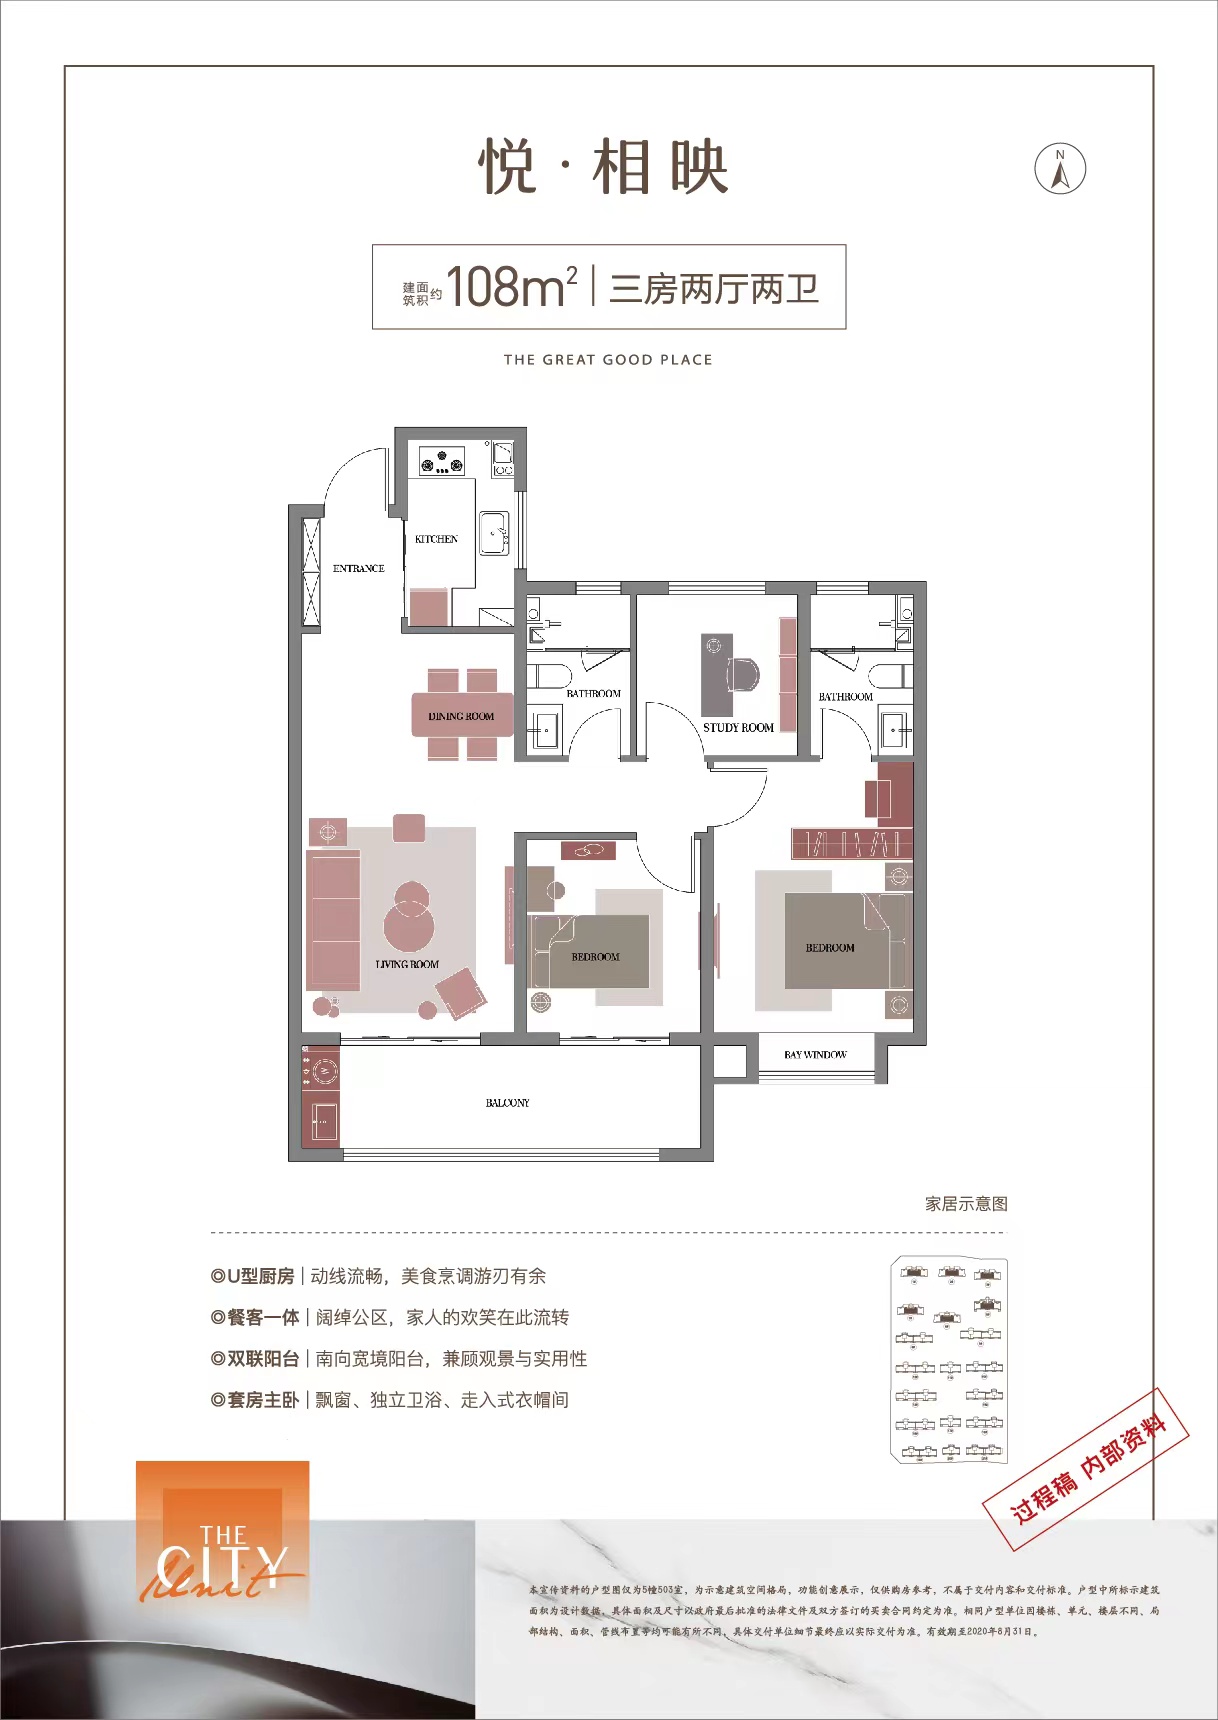 悦·相映
N
建筑面积约108m²|三房两厅两卫
THE GREAT GOOD PLACE
KITCHEN
ENTRANCE
BATHROOM
BATHROOM
DINING ROOM
STUDY ROOM
BEDROOM
BEDROOM
LIVING ROOM
BAY WINDOW
BALCONY
家居示意图
◎U型厨房|动线流畅，美食烹调游刃有余
◎餐客一体|阔绰公区，家人的欢笑在此流转
◎双联阳台|南向宽境阳台，兼顾观景与实用性
◎套房主卧|飘窗、独立卫浴、走入式衣帽间
过程稿 内部资料
THE
CITY
Unit
本宣传资料的户型图仅为5幢503室，为示意建筑空间格局，功能创意展示，仅供购房参考，不属于交付内容和交付标准。户型中所标示建筑
面积为设计数据，具体面积及尺寸以政府最后批准的法律文件及双方签订的买卖合同约定为准。相同户型单位因楼栋、单元、楼层不同、局
部结构、面积、管线布置等均可能有所不同，具体交付单位细节最终应以实际交付为准。有效期至2020年8月31日。